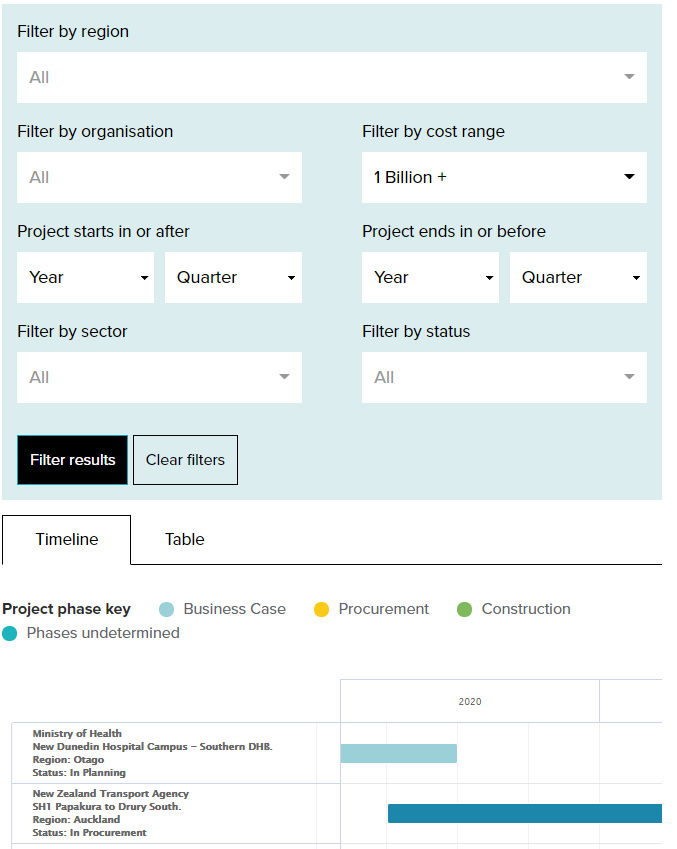 Filter by region
All
Filter by organisation
Filter by cost range
All
1 Billion +
Project starts in or after
Project ends in or before
Year
Quarter
Year
Quarter
Filter by sector
Filter by status
All
All
Filter results
Clear filters
Timeline
Table
Project phase key
Business Case
Procurement
Construction
Phases undetermined
2020
Ministry of Health
New Dunedin Hospital Campus – Southern DHB.
Region: Otago
Status: In Planning
New Zealand Transport Agency
SH1 Papakura to Drury South.
Region: Auckland
Status: In Procurement